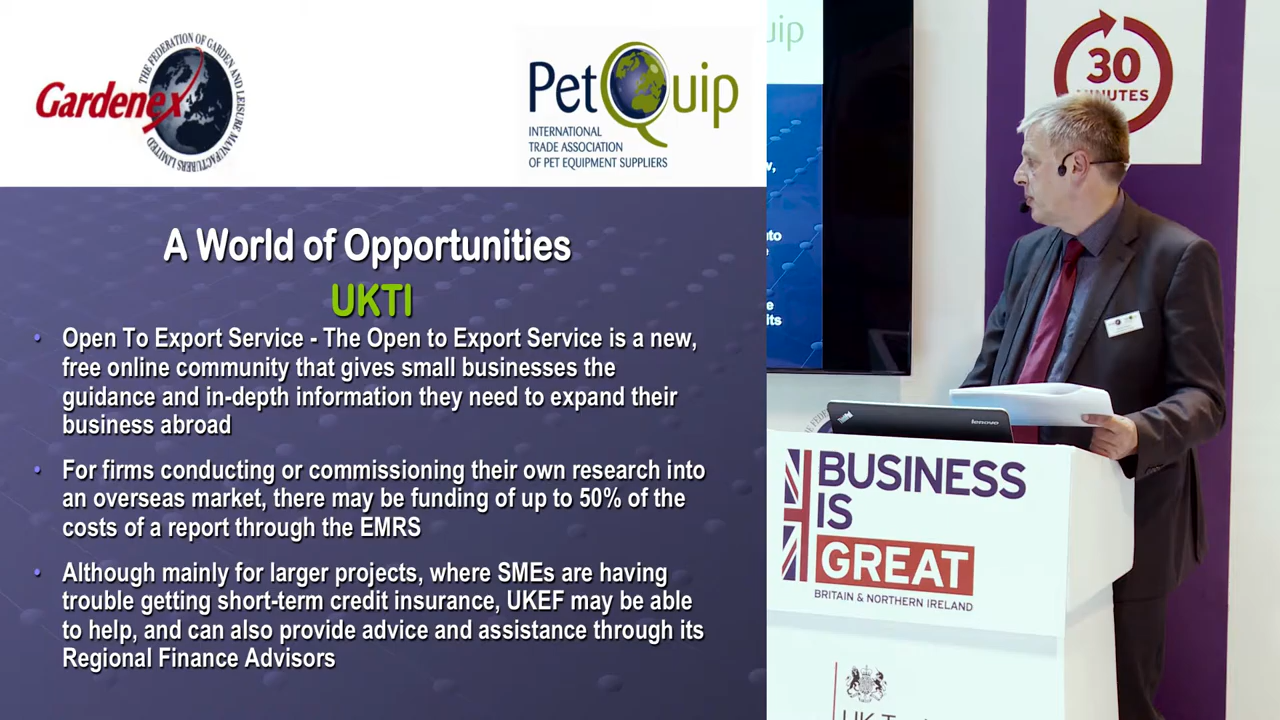 Gardenex
THE FEDERATION OF GARDEN AND LEISURE MANUFACTURERS LIMITED
PetQuip
INTERNATIONAL
TRADE ASSOCIATION
OF PET EQUIPMENT SUPPLIERS
A World of Opportunities
UKTI
• Open To Export Service - The Open to Export Service is a new,
free online community that gives small businesses the
guidance and in-depth information they need to expand their
business abroad
• For firms conducting or commissioning their own research into
an overseas market, there may be funding of up to 50% of the
costs of a report through the EMRS
• Although mainly for larger projects, where SMEs are having
trouble getting short-term credit insurance, UKEF may be able
to help, and can also provide advice and assistance through its
Regional Finance Advisors
uip
30
MINUTES
lenovo
BUSINESS
IS
GREAT
BRITAIN & NORTHERN IRELAND
UK